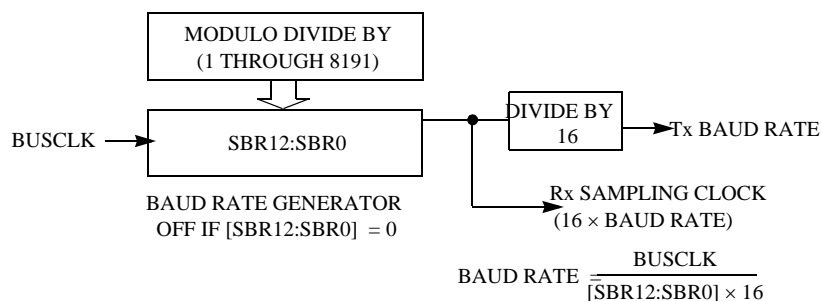 MODULO DIVIDE BY
(1 THROUGH 8191)
BUSCLK
SBR12:SBR0
DIVIDE BY
16
Tx BAUD RATE
BAUD RATE GENERATOR
OFF IF [SBR12:SBR0] = 0
Rx SAMPLING CLOCK
(16 × BAUD RATE)
BAUD RATE =
BUSCLK
[SBR12:SBR0] × 16